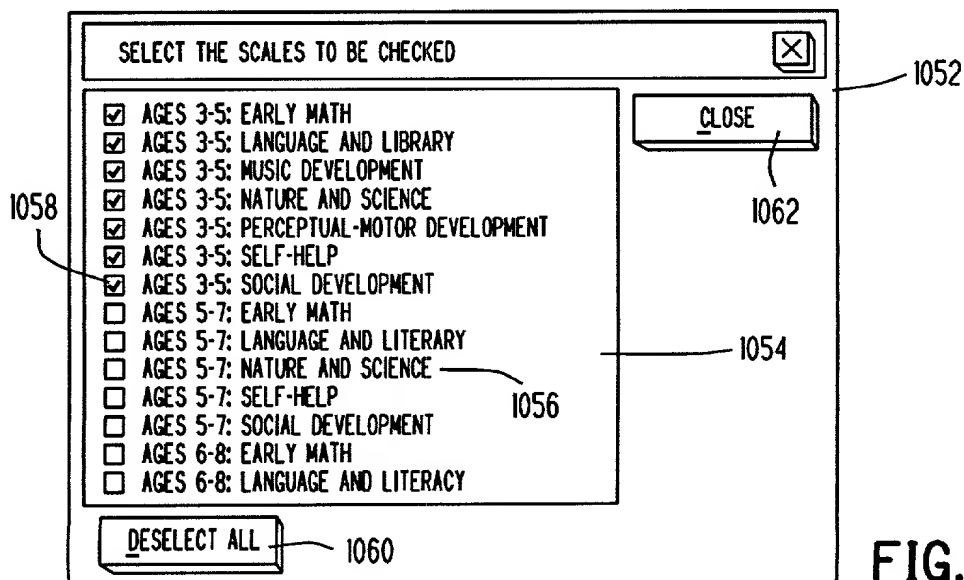 SELECT THE SCALES TO BE CHECKED
1052
CLOSE
1062
AGES 3-5: EARLY MATH
AGES 3-5: LANGUAGE AND LIBRARY
AGES 3-5: MUSIC DEVELOPMENT
AGES 3-5: NATURE AND SCIENCE
AGES 3-5: PERCEPTUAL-MOTOR DEVELOPMENT
AGES 3-5: SELF-HELP
1058
AGES 3-5: SOCIAL DEVELOPMENT
AGES 5-7: EARLY MATH
AGES 5-7: LANGUAGE AND LITERARY
1054
AGES 5-7: NATURE AND SCIENCE
1056
AGES 5-7: SELF-HELP
AGES 5-7: SOCIAL DEVELOPMENT
AGES 6-8: EARLY MATH
AGES 6-8: LANGUAGE AND LITERACY
DESELECT ALL
1060
FIG.